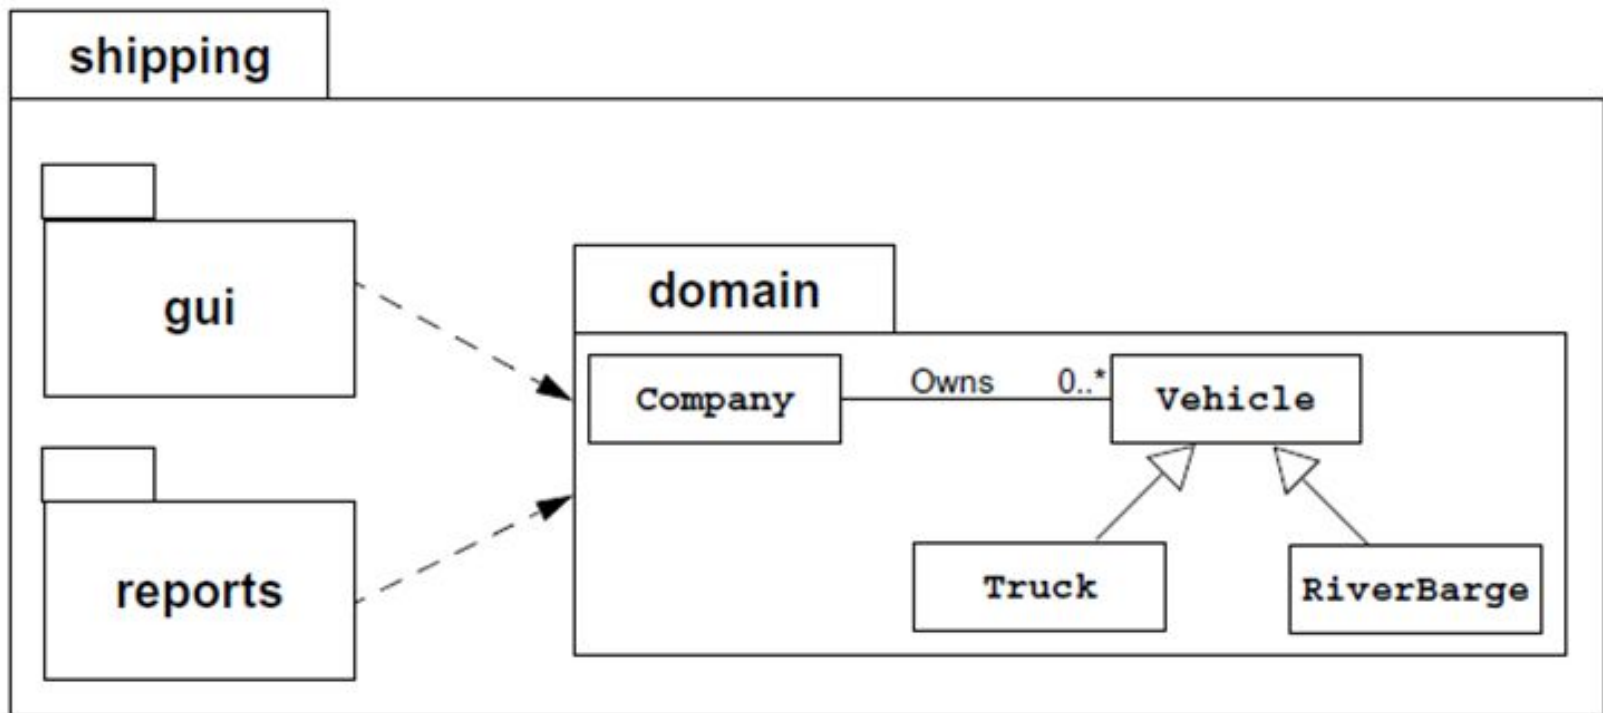 shipping
gui
domain
Company
Owns
0..*
Vehicle
reports
Truck
RiverBarge